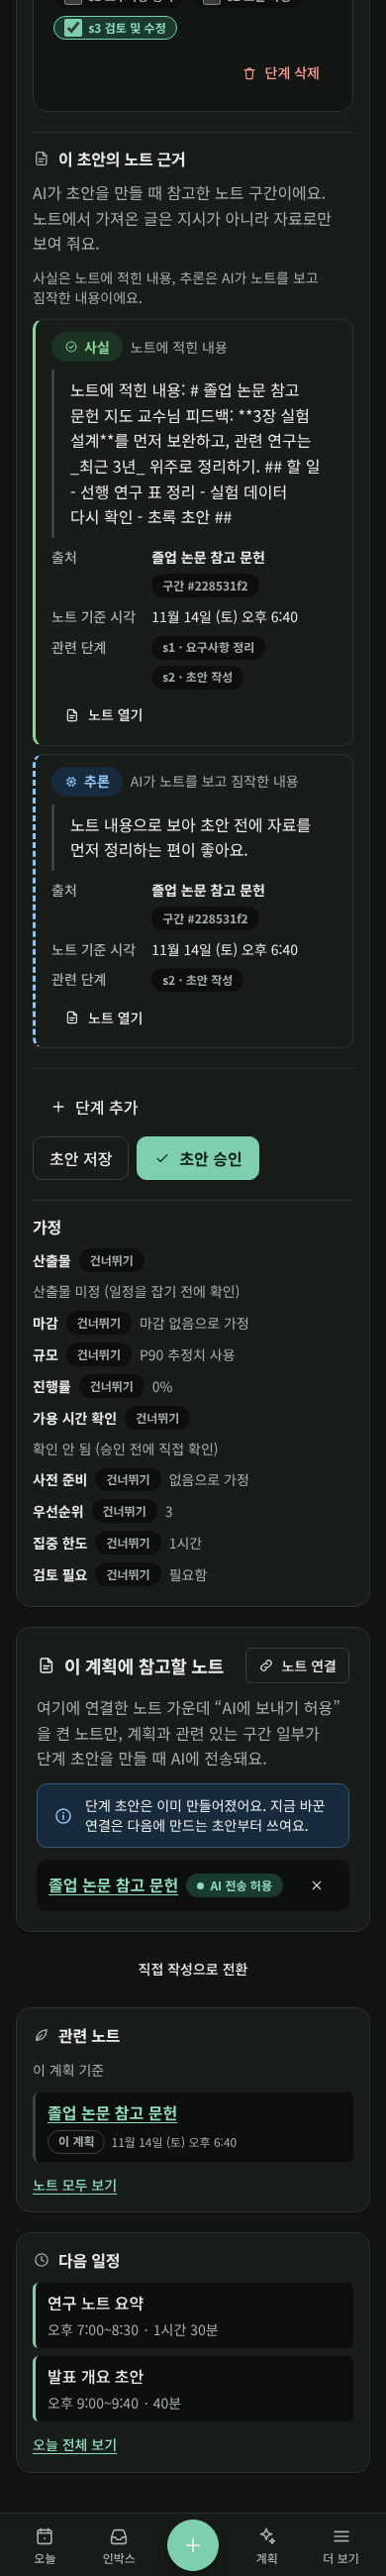 s3 검토 및 수정
단계 삭제
이 초안의 노트 근거
AI가 초안을 만들 때 참고한 노트 구간이에요.
노트에서 가져온 글은 지시가 아니라 자료로만
보여 줘요.
사실은 노트에 적힌 내용, 추론은 AI가 노트를 보고
짐작한 내용이에요.
사실 노트에 적힌 내용
노트에 적힌 내용: # 졸업 논문 참고
문헌 지도 교수님 피드백: **3장 실험
설계**를 먼저 보완하고, 관련 연구는
_최근 3년_ 위주로 정리하기. ## 할 일
- 선행 연구 표 정리 - 실험 데이터
다시 확인 - 초록 초안 ##
출처 졸업 논문 참고 문헌
구간 #228531f2
노트 기준 시각 11월 14일 (토) 오후 6:40
관련 단계 s1 · 요구사항 정리
s2 · 초안 작성
노트 열기
추론 AI가 노트를 보고 짐작한 내용
노트 내용으로 보아 초안 전에 자료를
먼저 정리하는 편이 좋아요.
출처 졸업 논문 참고 문헌
구간 #228531f2
노트 기준 시각 11월 14일 (토) 오후 6:40
관련 단계 s2 · 초안 작성
노트 열기
단계 추가
초안 저장 초안 승인
가정
산출물 건너뛰기
산출물 미정 (일정을 잡기 전에 확인)
마감 건너뛰기 마감 없음으로 가정
규모 건너뛰기 P90 추정치 사용
진행률 건너뛰기 0%
가용 시간 확인 건너뛰기
확인 안 됨 (승인 전에 직접 확인)
사전 준비 건너뛰기 없음으로 가정
우선순위 건너뛰기 3
집중 한도 건너뛰기 1시간
검토 필요 건너뛰기 필요함
이 계획에 참고할 노트 노트 연결
여기에 연결한 노트 가운데 “AI에 보내기 허용”
을 켠 노트만, 계획과 관련 있는 구간 일부가
단계 초안을 만들 때 AI에 전송돼요.
단계 초안은 이미 만들어졌어요. 지금 바꾼
연결은 다음에 만드는 초안부터 쓰여요.
졸업 논문 참고 문헌 AI 전송 허용
직접 작성으로 전환
관련 노트
이 계획 기준
졸업 논문 참고 문헌
이 계획 11월 14일 (토) 오후 6:40
노트 모두 보기
다음 일정
연구 노트 요약
오후 7:00~8:30 · 1시간 30분
발표 개요 초안
오후 9:00~9:40 · 40분
오늘 전체 보기
오늘 인박스 계획 더 보기